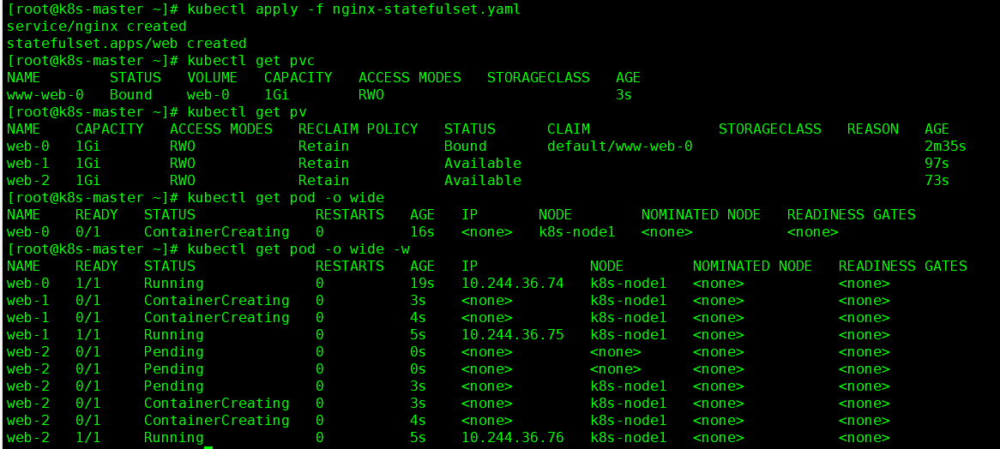 [root@k8s-master ~]# kubectl apply -f nginx-statefulset.yaml
service/nginx created
statefulset.apps/web created
[root@k8s-master ~]# kubectl get pvc
NAME        STATUS   VOLUME   CAPACITY   ACCESS MODES   STORAGECLASS   AGE
www-web-0   Bound    web-0    1Gi        RWO                           3s
[root@k8s-master ~]# kubectl get pv
NAME    CAPACITY   ACCESS MODES   RECLAIM POLICY   STATUS      CLAIM               STORAGECLASS   REASON   AGE
web-0   1Gi        RWO            Retain           Bound       default/www-web-0                           2m35s
web-1   1Gi        RWO            Retain           Available                                               97s
web-2   1Gi        RWO            Retain           Available                                               73s
[root@k8s-master ~]# kubectl get pod -o wide
NAME    READY   STATUS              RESTARTS   AGE   IP       NODE        NOMINATED NODE   READINESS GATES
web-0   0/1     ContainerCreating   0          16s   <none>   k8s-node1   <none>           <none>
[root@k8s-master ~]# kubectl get pod -o wide -w
NAME    READY   STATUS              RESTARTS   AGE   IP             NODE        NOMINATED NODE   READINESS GATES
web-0   1/1     Running             0          19s   10.244.36.74   k8s-node1   <none>           <none>
web-1   0/1     ContainerCreating   0          3s    <none>         k8s-node1   <none>           <none>
web-1   0/1     ContainerCreating   0          4s    <none>         k8s-node1   <none>           <none>
web-1   1/1     Running             0          5s    10.244.36.75   k8s-node1   <none>           <none>
web-2   0/1     Pending             0          0s    <none>         <none>      <none>           <none>
web-2   0/1     Pending             0          0s    <none>         <none>      <none>           <none>
web-2   0/1     Pending             0          3s    <none>         k8s-node1   <none>           <none>
web-2   0/1     ContainerCreating   0          3s    <none>         k8s-node1   <none>           <none>
web-2   0/1     ContainerCreating   0          4s    <none>         k8s-node1   <none>           <none>
web-2   1/1     Running             0          5s    10.244.36.76   k8s-node1   <none>           <none>